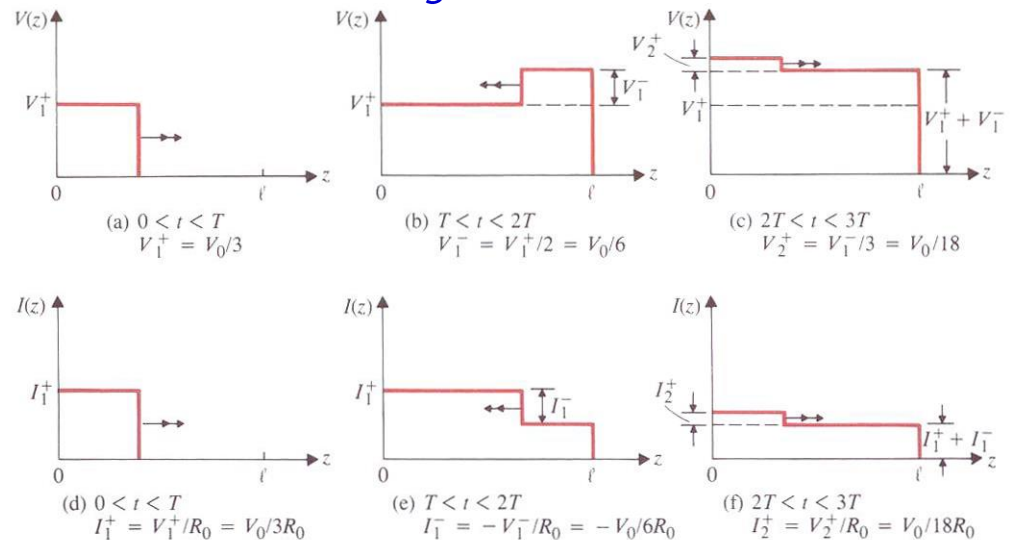 V(z)
V₁⁺
0
ℓ
z
(a) 0 < t < T
V₁⁺ = V₀/3
V(z)
V₁⁺
V₁⁻
0
ℓ
z
(b) T < t < 2T
V₁⁻ = V₁⁺/2 = V₀/6
V(z)
V₂⁺
V₁⁺
V₁⁺ + V₁⁻
0
ℓ
z
(c) 2T < t < 3T
V₂⁺ = V₁⁻/3 = V₀/18
I(z)
I₁⁺
0
ℓ
z
(d) 0 < t < T
I₁⁺ = V₁⁺/R₀ = V₀/3R₀
I(z)
I₁⁺
I₁⁻
0
ℓ
z
(e) T < t < 2T
I₁⁻ = −V₁⁻/R₀ = −V₀/6R₀
I(z)
I₂⁺
I₁⁺ + I₁⁻
0
ℓ
z
(f) 2T < t < 3T
I₂⁺ = V₂⁺/R₀ = V₀/18R₀